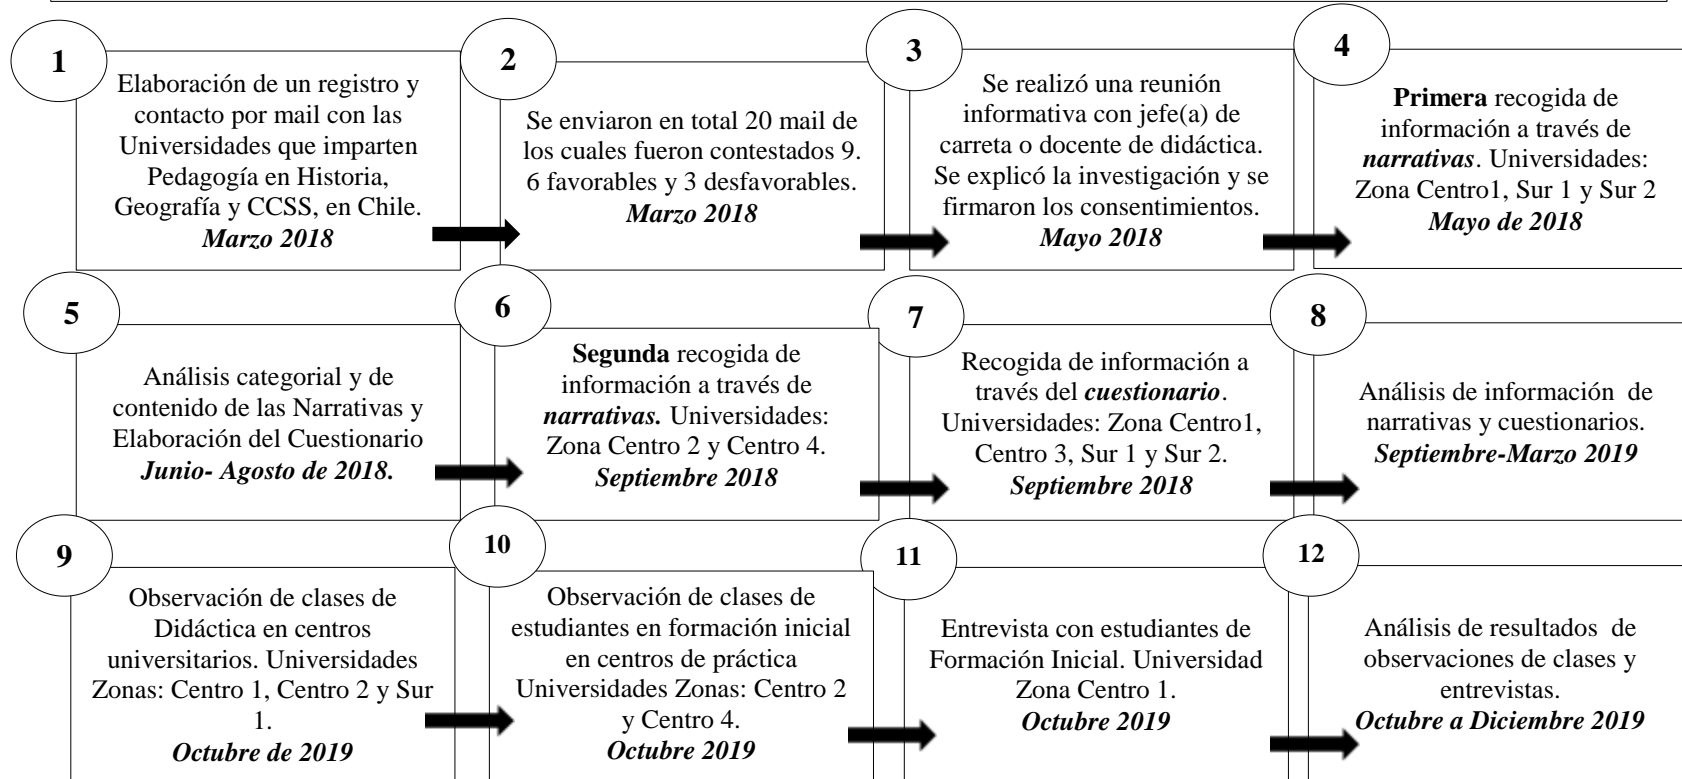 1
Elaboración de un registro y
contacto por mail con las
Universidades que imparten
Pedagogía en Historia,
Geografía y CCSS, en Chile.
Marzo 2018
2
Se enviaron en total 20 mail de
los cuales fueron contestados 9.
6 favorables y 3 desfavorables.
Marzo 2018
3
Se realizó una reunión
informativa con jefe(a) de
carreta o docente de didáctica.
Se explicó la investigación y se
firmaron los consentimientos.
Mayo 2018
4
Primera recogida de
información a través de
narrativas. Universidades:
Zona Centro1, Sur 1 y Sur 2
Mayo de 2018
5
Análisis categorial y de
contenido de las Narrativas y
Elaboración del Cuestionario
Junio- Agosto de 2018.
6
Segunda recogida de
información a través de
narrativas. Universidades:
Zona Centro 2 y Centro 4.
Septiembre 2018
7
Recogida de información a
través del cuestionario.
Universidades: Zona Centro1,
Centro 3, Sur 1 y Sur 2.
Septiembre 2018
8
Análisis de información de
narrativas y cuestionarios.
Septiembre-Marzo 2019
9
Observación de clases de
Didáctica en centros
universitarios. Universidades
Zonas: Centro 1, Centro 2 y Sur
1.
Octubre de 2019
10
Observación de clases de
estudiantes en formación inicial
en centros de práctica
Universidades Zonas: Centro 2
y Centro 4.
Octubre 2019
11
Entrevista con estudiantes de
Formación Inicial. Universidad
Zona Centro 1.
Octubre 2019
12
Análisis de resultados de
observaciones de clases y
entrevistas.
Octubre a Diciembre 2019